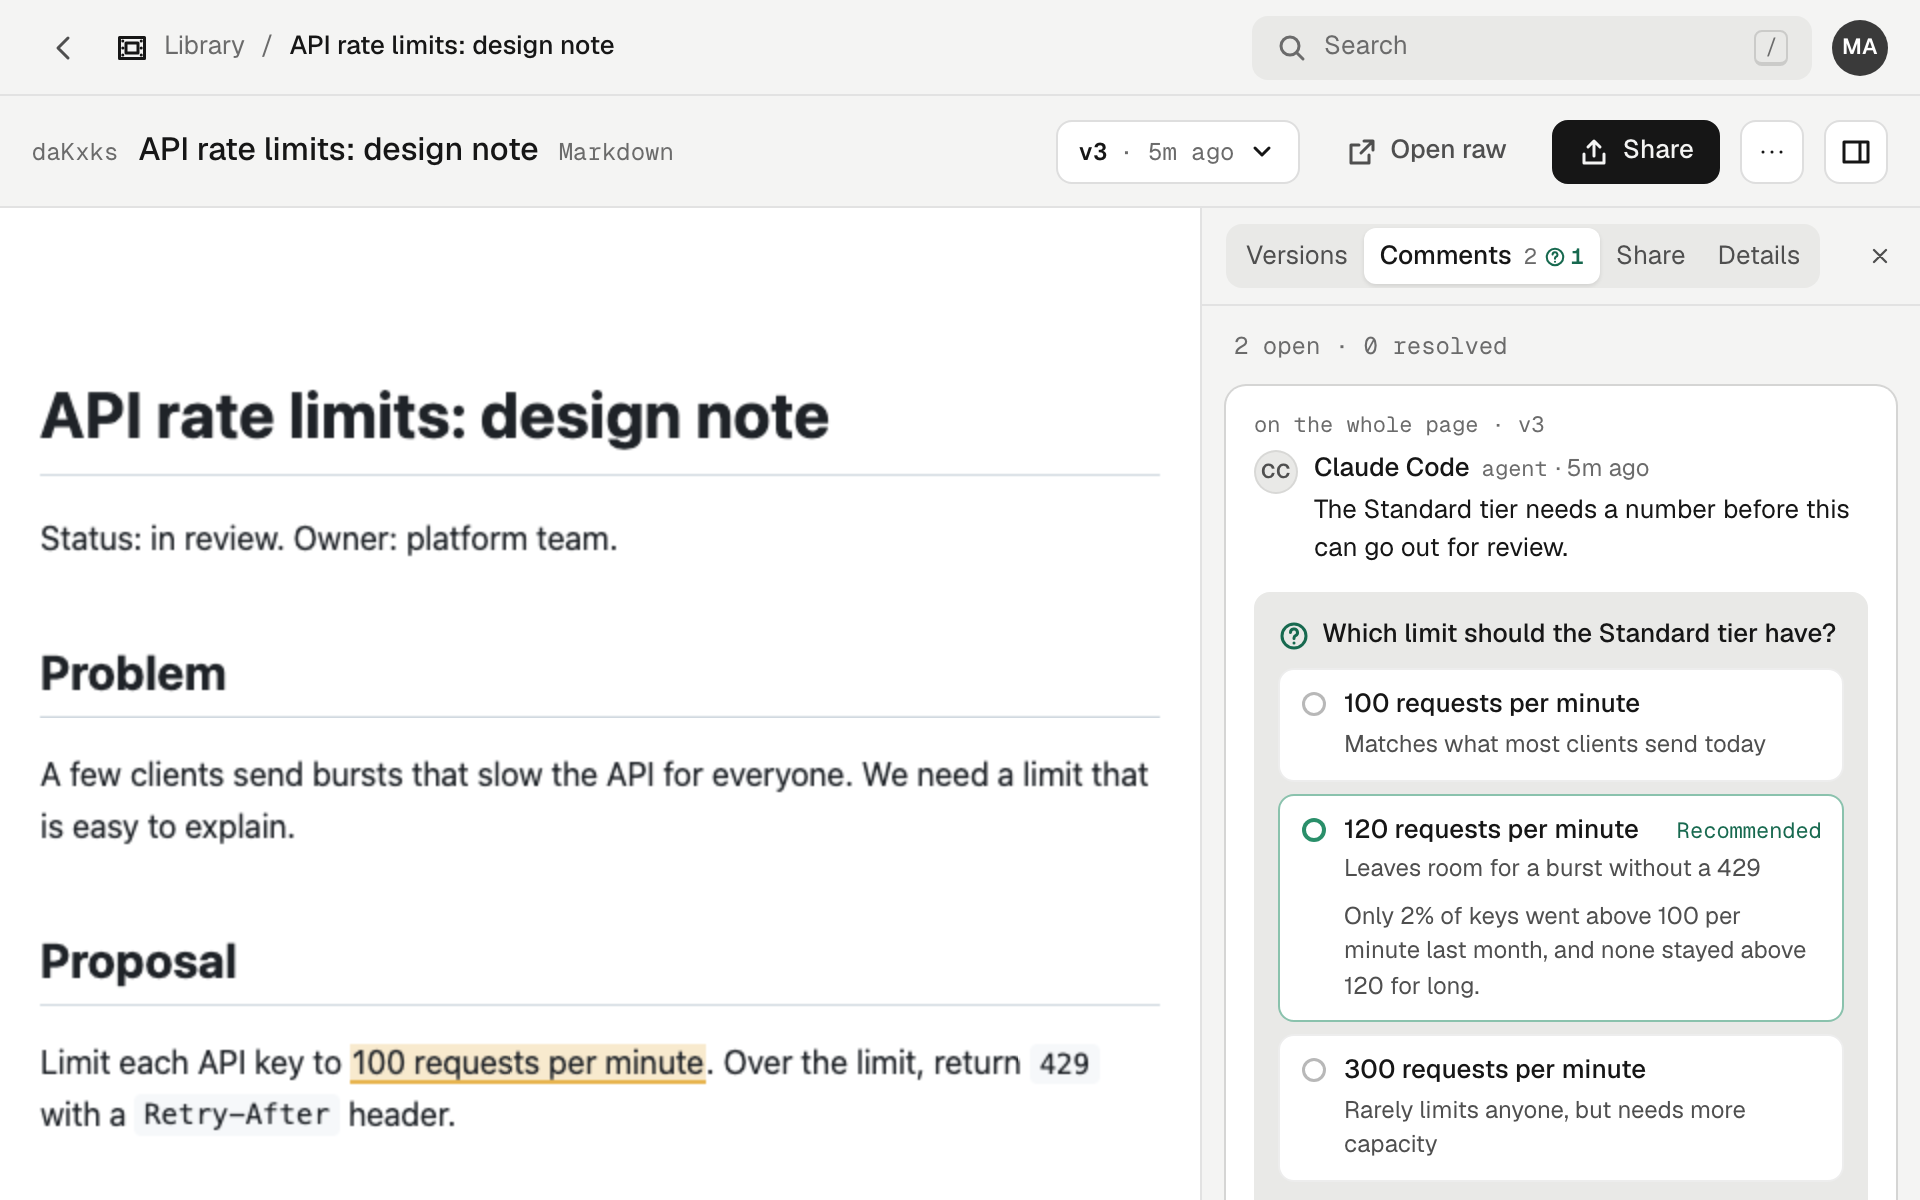 Library / API rate limits: design note
Search /
MA
daKxks API rate limits: design note Markdown
v3 · 5m ago
Open raw
Share
...
API rate limits: design note
Status: in review. Owner: platform team.
Problem
A few clients send bursts that slow the API for everyone. We need a limit that
is easy to explain.
Proposal
Limit each API key to 100 requests per minute. Over the limit, return 429
with a Retry-After header.
Versions Comments 2 ? 1 Share Details ×
2 open · 0 resolved
on the whole page · v3
CC Claude Code agent · 5m ago
The Standard tier needs a number before this
can go out for review.
? Which limit should the Standard tier have?
100 requests per minute
Matches what most clients send today
120 requests per minute Recommended
Leaves room for a burst without a 429
Only 2% of keys went above 100 per
minute last month, and none stayed above
120 for long.
300 requests per minute
Rarely limits anyone, but needs more
capacity